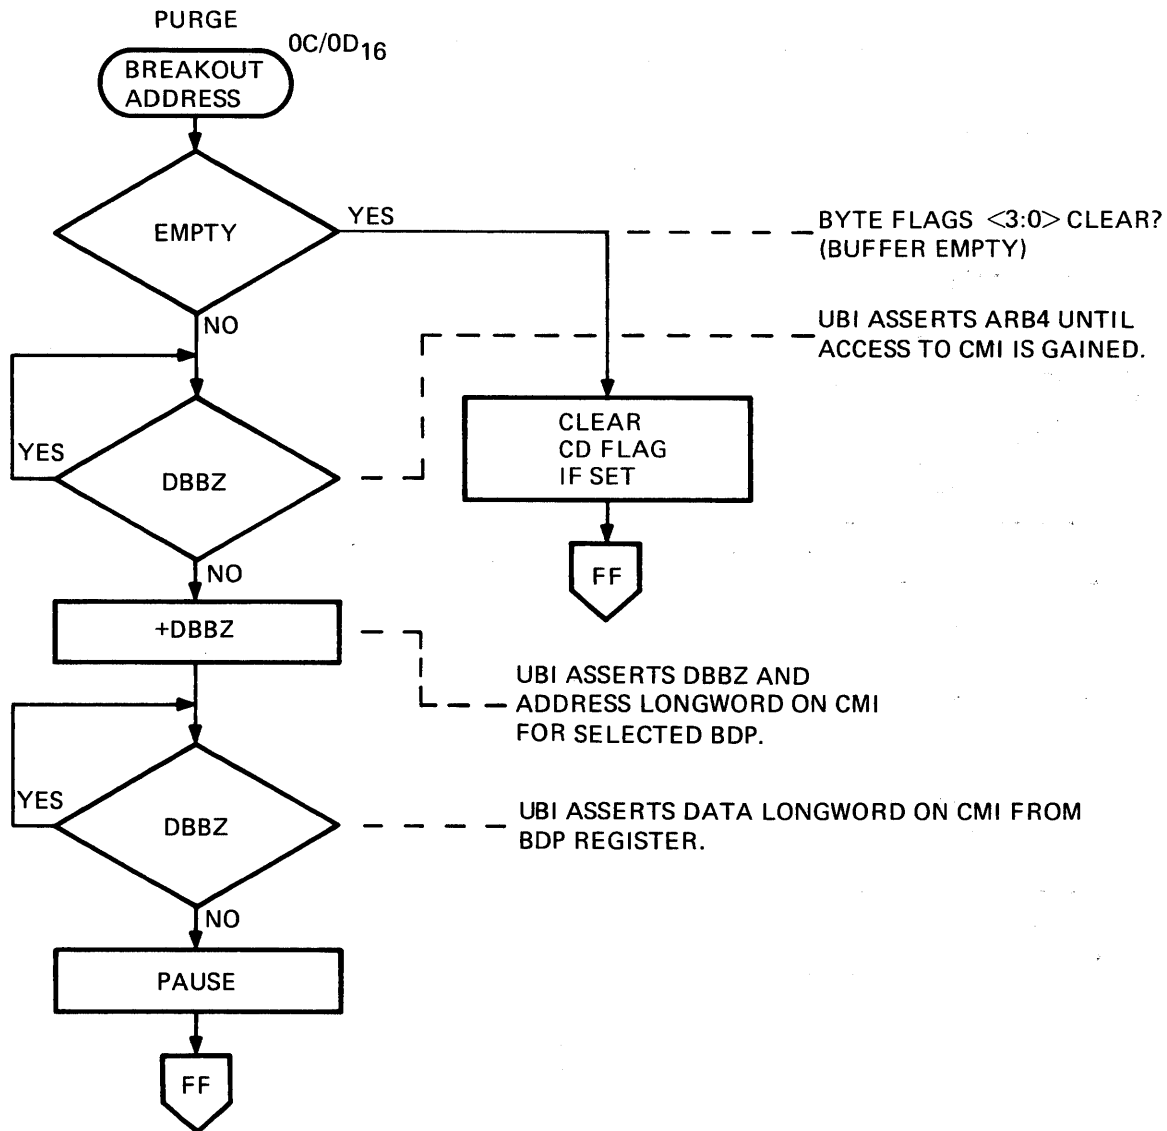 PURGE
0C/0D16
BREAKOUT
ADDRESS
EMPTY
YES
BYTE FLAGS <3:0> CLEAR?
(BUFFER EMPTY)
NO
UBI ASSERTS ARB4 UNTIL
ACCESS TO CMI IS GAINED.
CLEAR
CD FLAG
IF SET
YES
DBBZ
NO
FF
+DBBZ
UBI ASSERTS DBBZ AND
ADDRESS LONGWORD ON CMI
FOR SELECTED BDP.
YES
DBBZ
UBI ASSERTS DATA LONGWORD ON CMI FROM
BDP REGISTER.
NO
PAUSE
FF